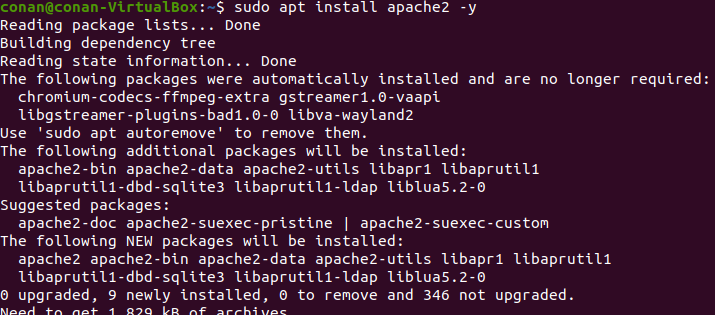 conan@conan-VirtualBox:~$ sudo apt install apache2 -y
Reading package lists... Done
Building dependency tree
Reading state information... Done
The following packages were automatically installed and are no longer required:
  chromium-codecs-ffmpeg-extra gstreamer1.0-vaapi
  libgstreamer-plugins-bad1.0-0 libva-wayland2
Use 'sudo apt autoremove' to remove them.
The following additional packages will be installed:
  apache2-bin apache2-data apache2-utils libapr1 libaprutil1
  libaprutil1-dbd-sqlite3 libaprutil1-ldap liblua5.2-0
Suggested packages:
  apache2-doc apache2-suexec-pristine | apache2-suexec-custom
The following NEW packages will be installed:
  apache2 apache2-bin apache2-data apache2-utils libapr1 libaprutil1
  libaprutil1-dbd-sqlite3 libaprutil1-ldap liblua5.2-0
0 upgraded, 9 newly installed, 0 to remove and 346 not upgraded.
Need to get 1,829 kB of archives.